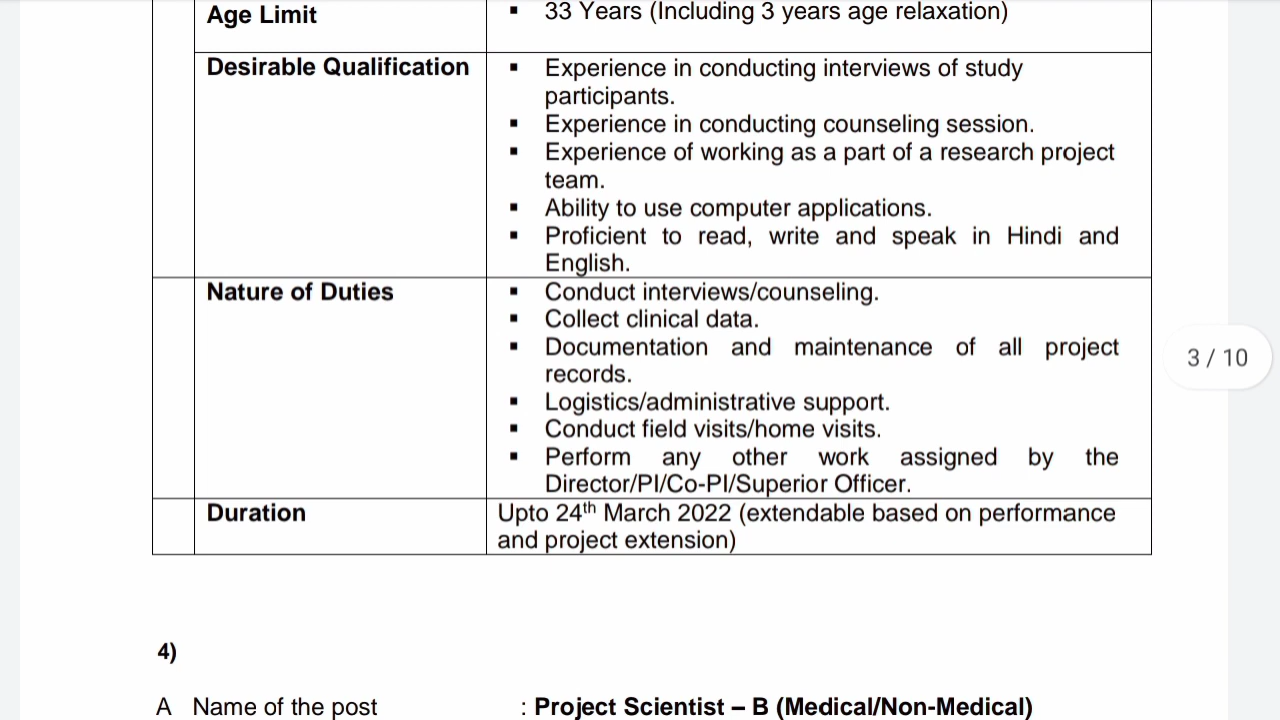 Age Limit
▪ 33 Years (Including 3 years age relaxation)
Desirable Qualification
▪ Experience in conducting interviews of study
participants.
▪ Experience in conducting counseling session.
▪ Experience of working as a part of a research project
team.
▪ Ability to use computer applications.
▪ Proficient to read, write and speak in Hindi and
English.
Nature of Duties
▪ Conduct interviews/counseling.
▪ Collect clinical data.
▪ Documentation and maintenance of all project
records.
▪ Logistics/administrative support.
▪ Conduct field visits/home visits.
▪ Perform any other work assigned by the
Director/PI/Co-PI/Superior Officer.
Duration
Upto 24th March 2022 (extendable based on performance
and project extension)
3 / 10
4)
A Name of the post : Project Scientist – B (Medical/Non-Medical)